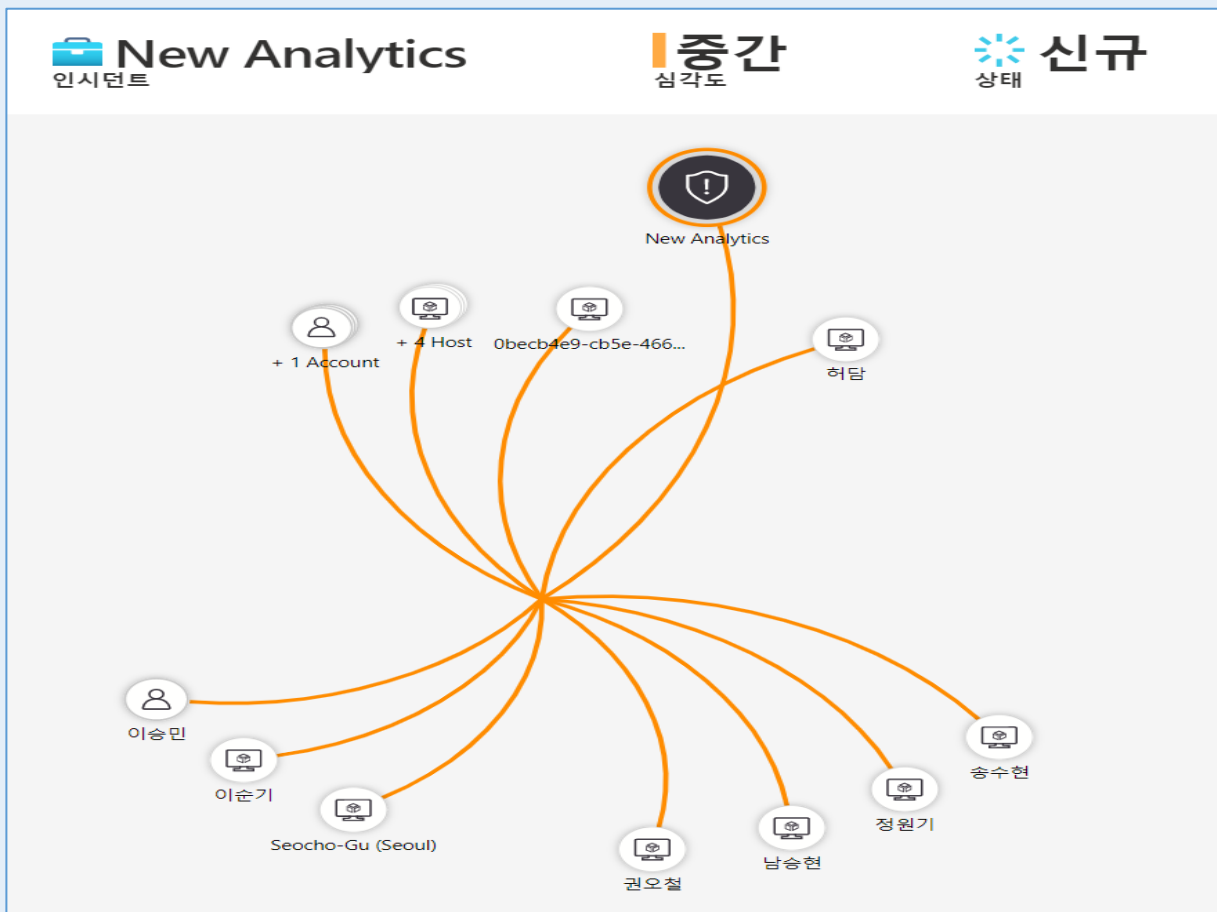 New Analytics
인시던트
중간
심각도
신규
상태
New Analytics
+ 1 Account
+ 4 Host
0becb4e9-cb5e-466...
허담
이승민
이순기
Seocho-Gu (Seoul)
권오철
남승현
정원기
송수현